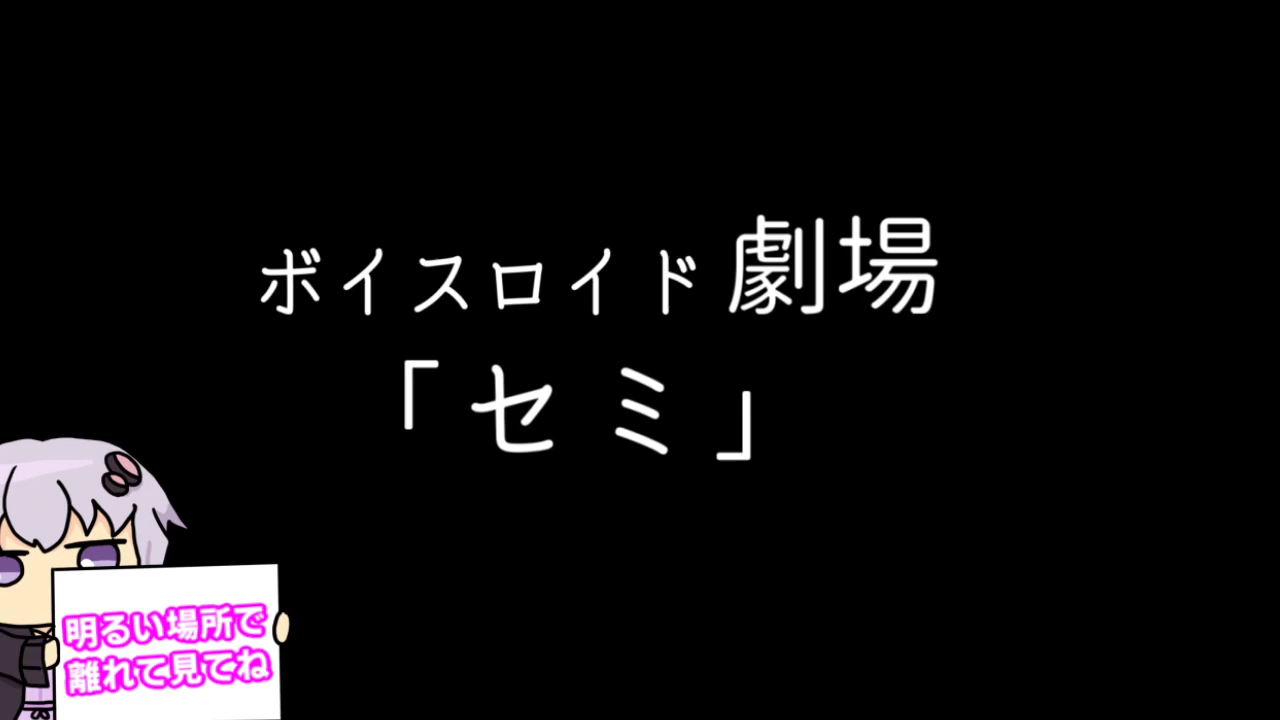 ボイスロイド劇場
「セミ」
明るい場所で
離れて見てね